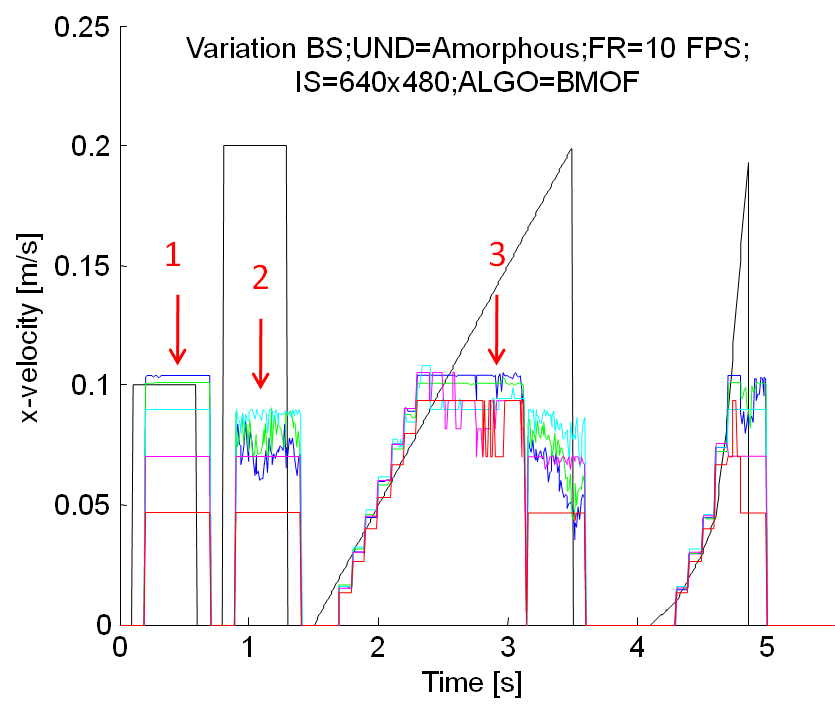 Variation BS;UND=Amorphous;FR=10 FPS;
IS=640x480;ALGO=BMOF
0.25
0.2
0.15
0.1
0.05
0
x-velocity [m/s]
1
2
3
0 1 2 3 4 5
Time [s]